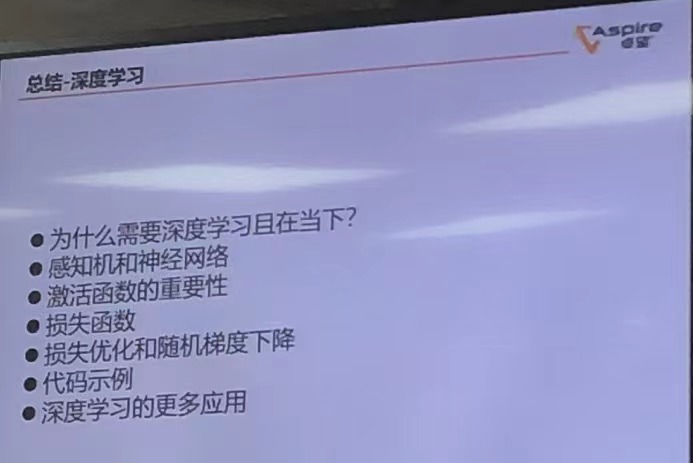 Aspire
总结-深度学习
●为什么需要深度学习且在当下？
●感知机和神经网络
●激活函数的重要性
●损失函数
●损失优化和随机梯度下降
●代码示例
●深度学习的更多应用